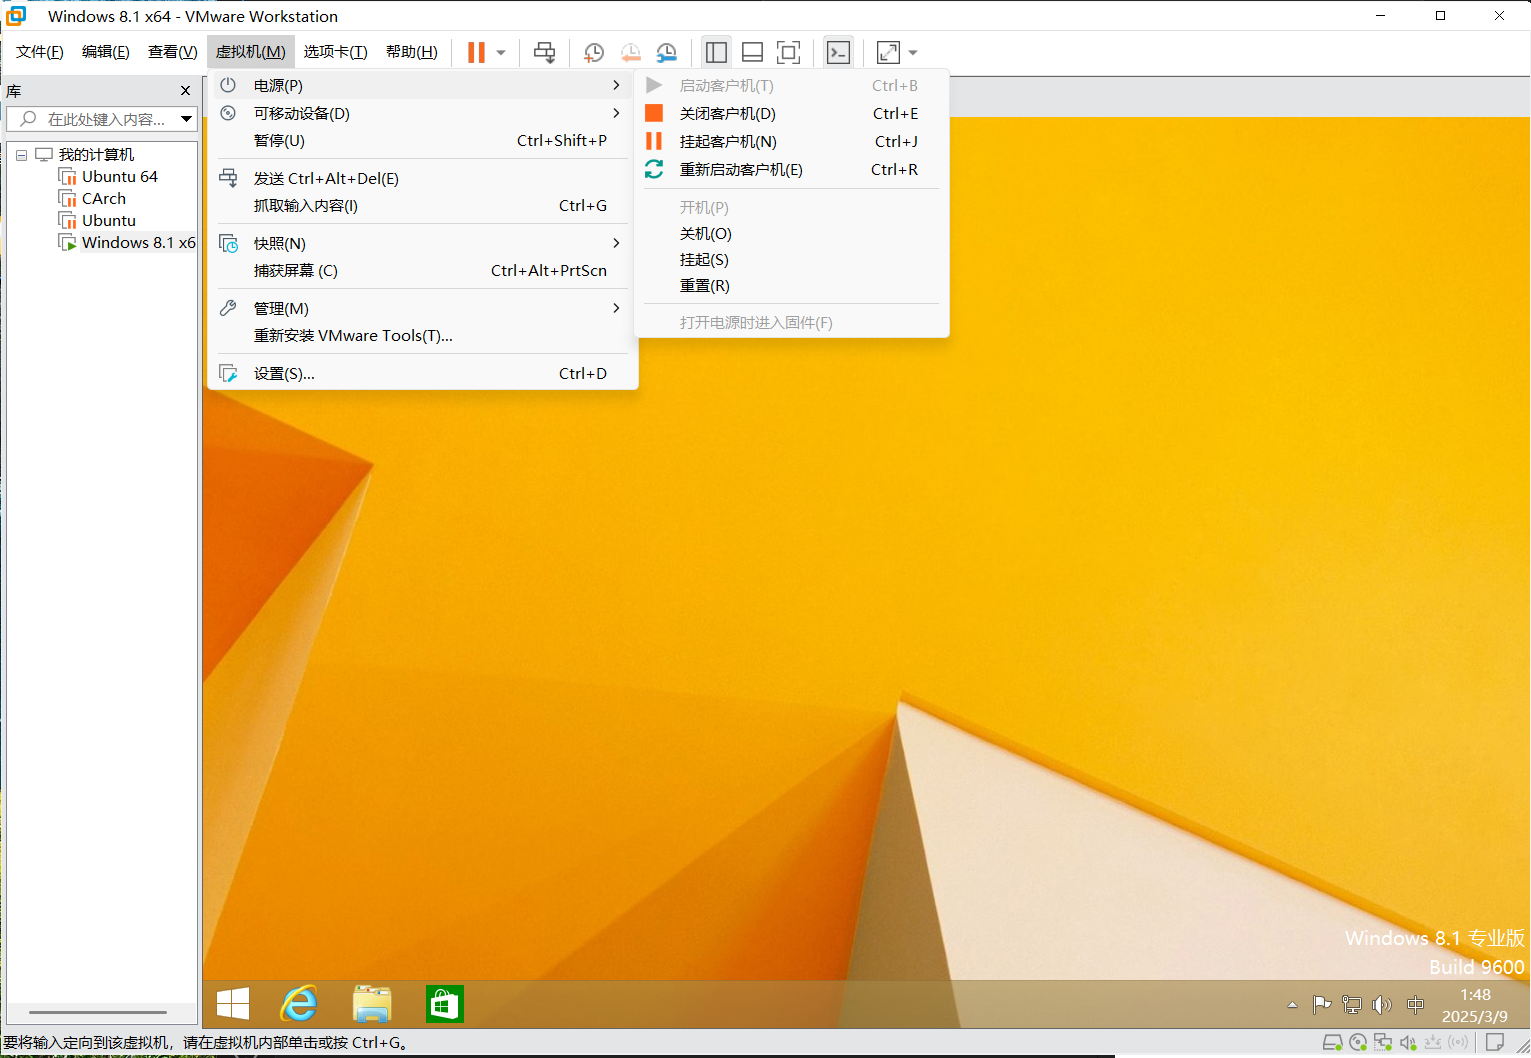 Windows 8.1 x64 - VMware Workstation
文件(F) 编辑(E) 查看(V) 虚拟机(M) 选项卡(T) 帮助(H)
库
在此处键入内容...
我的计算机
Ubuntu 64
CArch
Ubuntu
Windows 8.1 x6
电源(P)
可移动设备(D)
暂停(U) Ctrl+Shift+P
发送 Ctrl+Alt+Del(E)
抓取输入内容(I) Ctrl+G
快照(N)
捕获屏幕 (C) Ctrl+Alt+PrtScn
管理(M)
重新安装 VMware Tools(T)...
设置(S)... Ctrl+D
启动客户机(T) Ctrl+B
关闭客户机(D) Ctrl+E
挂起客户机(N) Ctrl+J
重新启动客户机(E) Ctrl+R
开机(P)
关机(O)
挂起(S)
重置(R)
打开电源时进入固件(F)
Windows 8.1 专业版
Build 9600
中
1:48
2025/3/9
要将输入定向到该虚拟机，请在虚拟机内部单击或按 Ctrl+G。